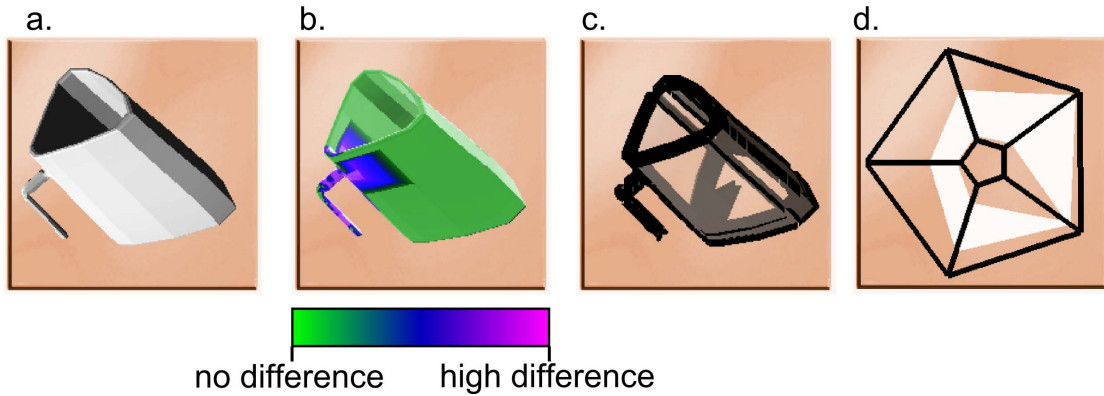 a.
b.
c.
d.
no difference
high difference